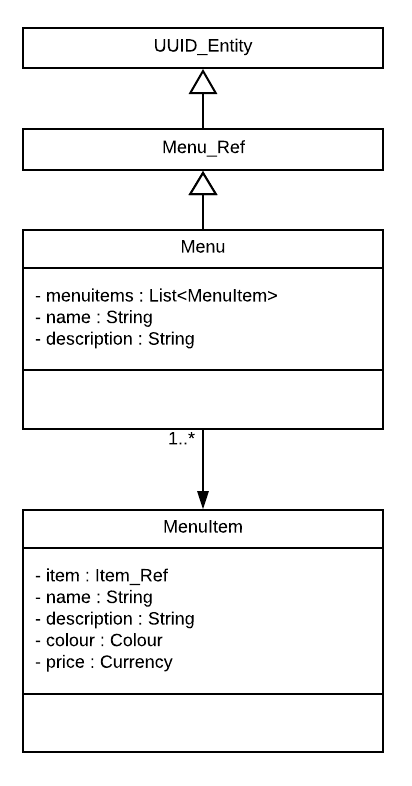 UUID_Entity
Menu_Ref
Menu
- menuitems : List<MenuItem>
- name : String
- description : String
1..*
MenuItem
- item : Item_Ref
- name : String
- description : String
- colour : Colour
- price : Currency